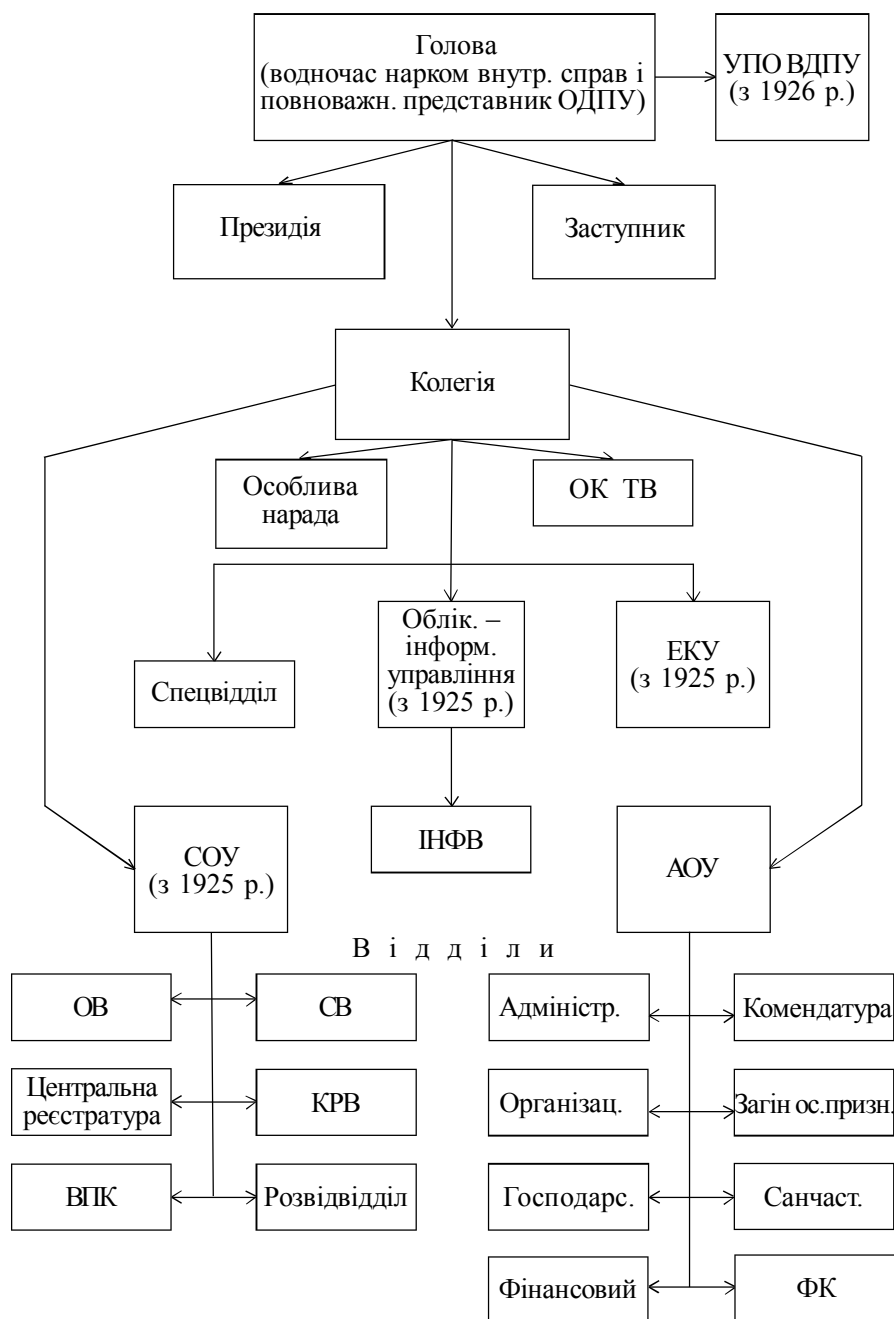 Голова
(водночас нарком внутр. справ і
повноважн. представник ОДПУ)
УПО ВДПУ
(з 1926 р.)
Президія
Заступник
Колегія
Особлива
нарада
ОК ТВ
Спецвідділ
Облік. –
інформ.
управління
(з 1925 р.)
ЕКУ
(з 1925 р.)
ІНФВ
СОУ
(з 1925 р.)
АОУ
В і д д і л и
ОВ
СВ
Адміністр.
Комендатура
Центральна
реєстратура
КРВ
Організац.
Загін ос.призн.
ВПК
Розвідвідділ
Господарс.
Санчаст.
Фінансовий
ФК